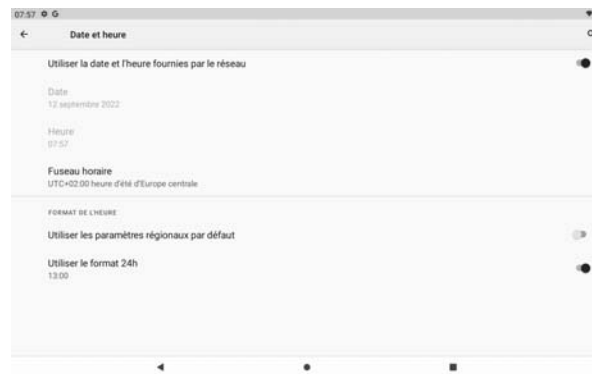 07:57 G
Date et heure
Utiliser la date et l'heure fournies par le réseau
Date
12 septembre 2022
Heure
07:57
Fuseau horaire
UTC+02:00 heure d'été d'Europe centrale
FORMAT DE L'HEURE
Utiliser les paramètres régionaux par défaut
Utiliser le format 24h
13:00